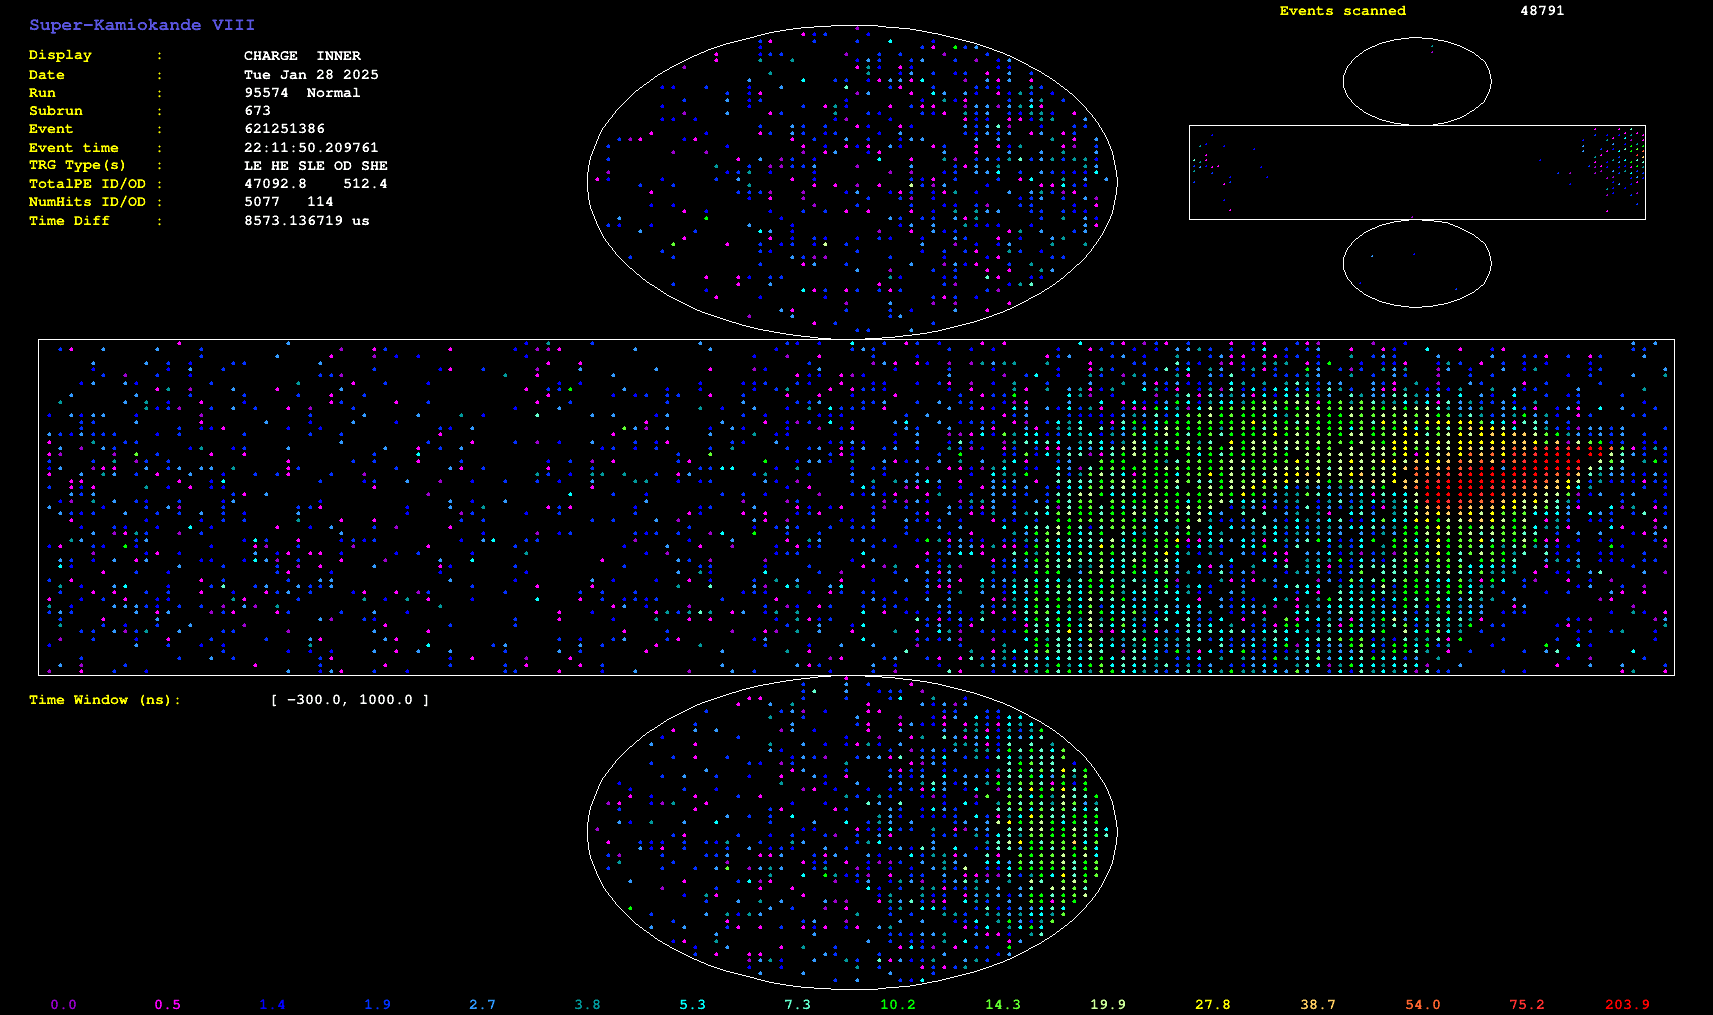 Super-Kamiokande VIII
Events scanned 48791
Display : CHARGE INNER
Date : Tue Jan 28 2025
Run : 95574 Normal
Subrun : 673
Event : 621251386
Event time : 22:11:50.209761
TRG Type(s) : LE HE SLE OD SHE
TotalPE ID/OD : 47092.8 512.4
NumHits ID/OD : 5077 114
Time Diff : 8573.136719 us
Time Window (ns): [ -300.0, 1000.0 ]
0.0 0.5 1.4 1.9 2.7 3.8 5.3 7.3 10.2 14.3 19.9 27.8 38.7 54.0 75.2 203.9